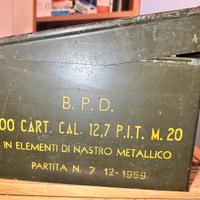 B. P. D.
00 CART. CAL. 12,7 P.I.T. M. 20
IN ELEMENTI DI NASTRO METALLICO
PARTITA N. 7 12-1959